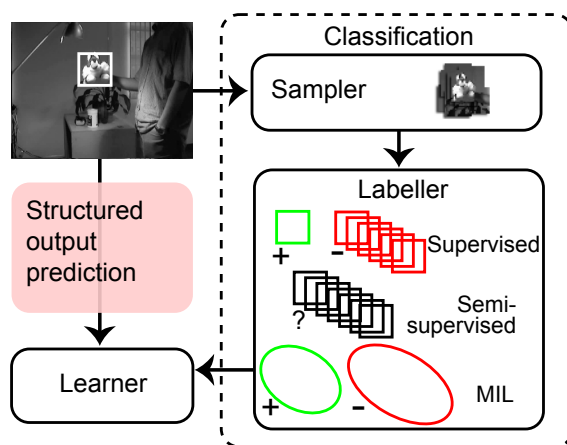 Classification
Sampler
Structured
output
prediction
Labeller
+
-
Supervised
?
Semi-
supervised
+
-
MIL
Learner